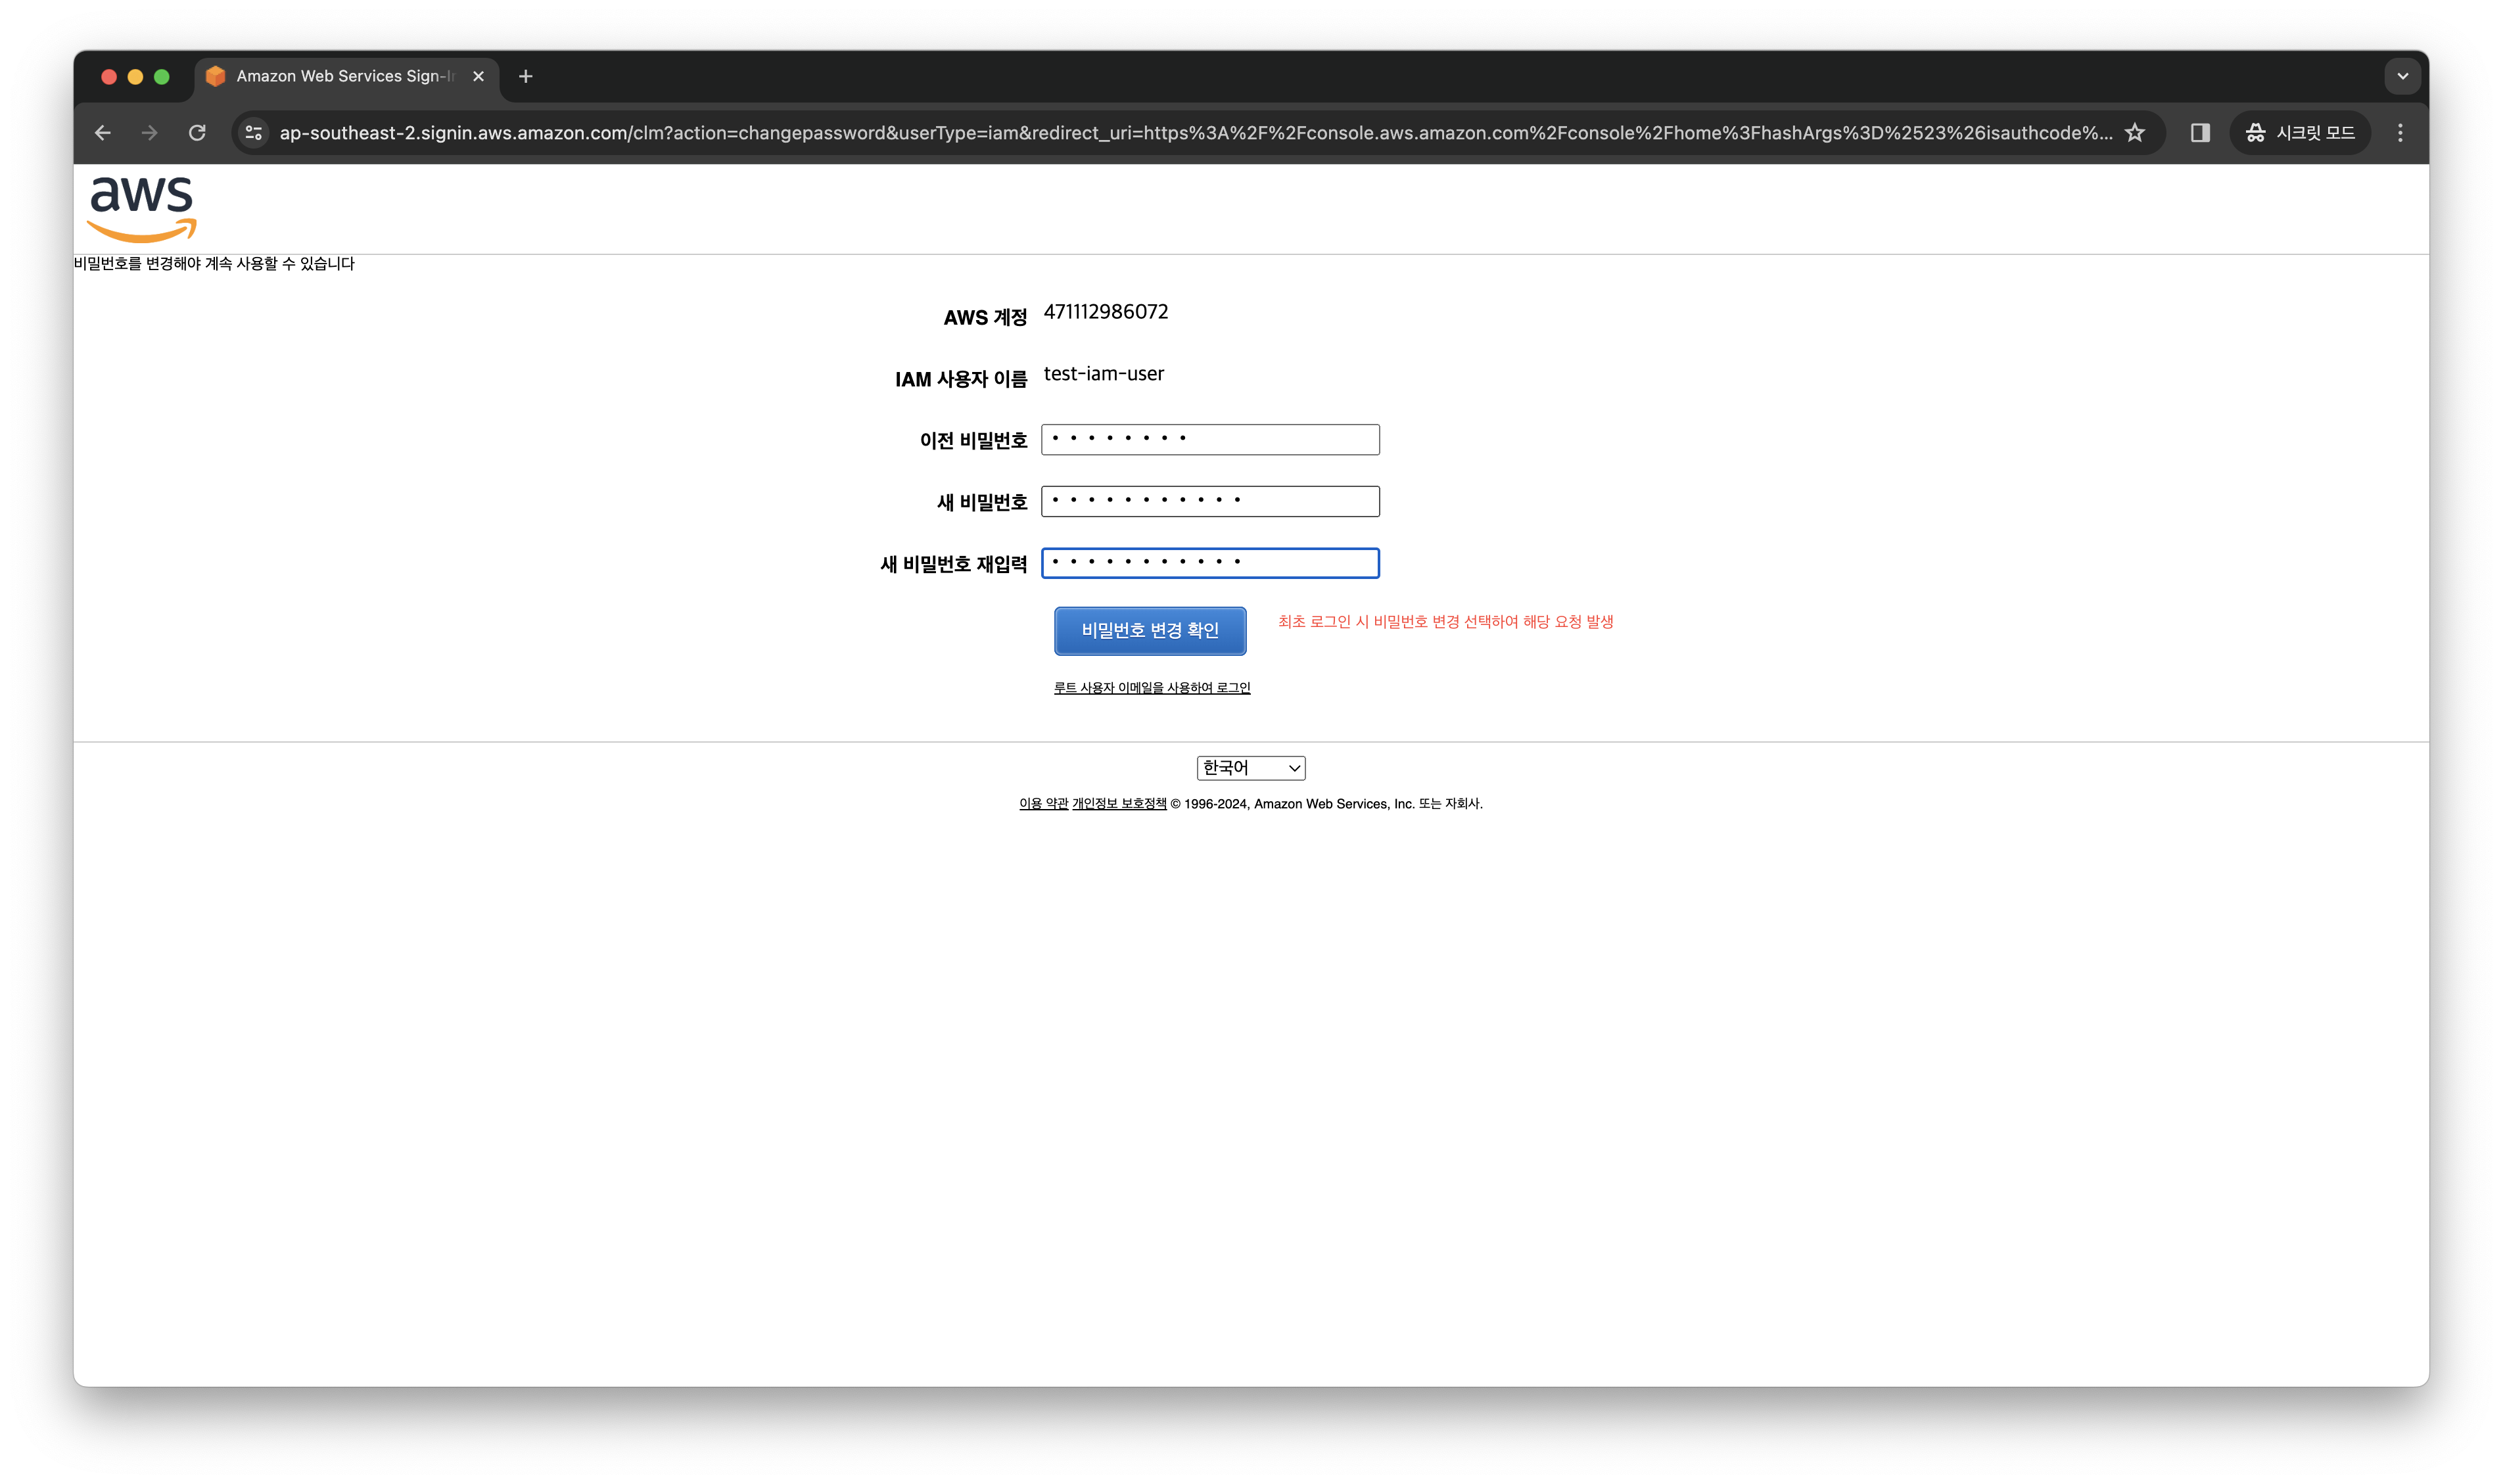 Amazon Web Services Sign-In
ap-southeast-2.signin.aws.amazon.com/clm?action=changepassword&userType=iam&redirect_uri=https%3A%2F%2Fconsole.aws.amazon.com%2Fconsole%2Fhome%3FhashArgs%3D%2523%26isauthcode%...
시크릿 모드
aws
비밀번호를 변경해야 계속 사용할 수 있습니다
AWS 계정 471112986072
IAM 사용자 이름 test-iam-user
이전 비밀번호
새 비밀번호
새 비밀번호 재입력
비밀번호 변경 확인 최초 로그인 시 비밀번호 변경 선택하여 해당 요청 발생
루트 사용자 이메일을 사용하여 로그인
한국어
이용 약관 개인정보 보호정책 © 1996-2024, Amazon Web Services, Inc. 또는 자회사.